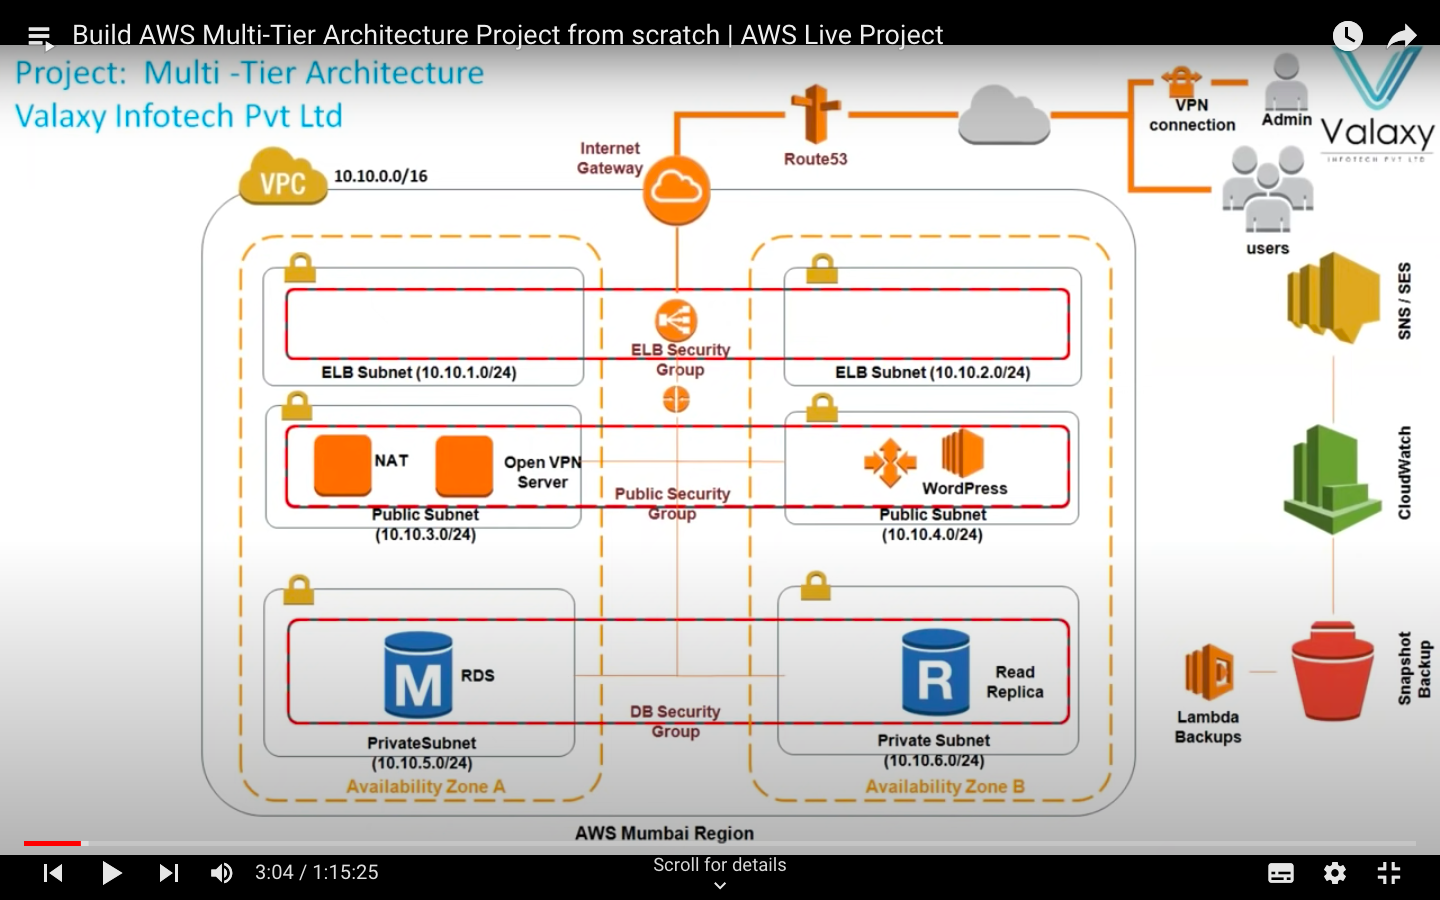 Build AWS Multi-Tier Architecture Project from scratch | AWS Live Project
Project: Multi -Tier Architecture
Valaxy Infotech Pvt Ltd
VPC
10.10.0.0/16
Internet
Gateway
Route53
VPN
connection
Admin
Valaxy
INFOTECH PVT LTD
users
SNS / SES
ELB Security
Group
ELB Subnet (10.10.1.0/24)
ELB Subnet (10.10.2.0/24)
NAT
Open VPN
Server
WordPress
Public Security
Group
Public Subnet
(10.10.3.0/24)
Public Subnet
(10.10.4.0/24)
CloudWatch
M
RDS
R
Read
Replica
DB Security
Group
PrivateSubnet
(10.10.5.0/24)
Private Subnet
(10.10.6.0/24)
Snapshot
Backup
Lambda
Backups
Availability Zone A
Availability Zone B
AWS Mumbai Region
3:04 / 1:15:25
Scroll for details